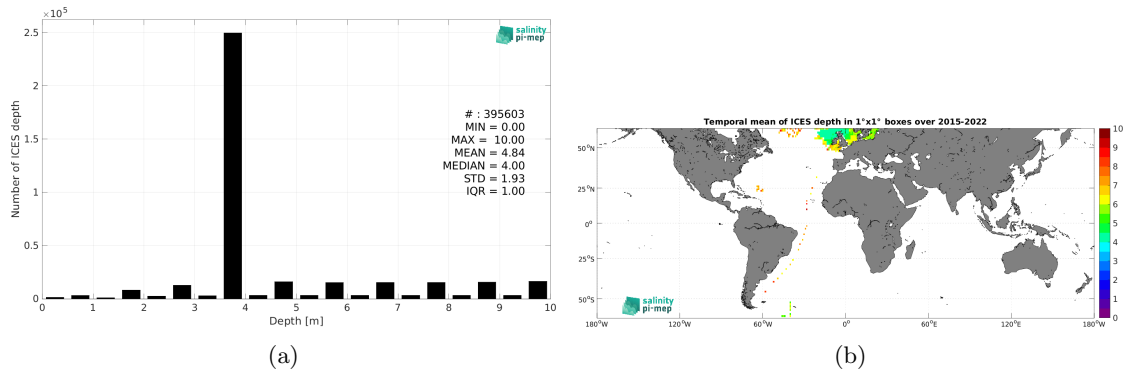 ×10⁵
2.5
2
1.5
1
0.5
0
0 1 2 3 4 5 6 7 8 9 10
Number of ICES depth
Depth [m]
salinity
pi-mep
# : 395603
MIN = 0.00
MAX = 10.00
MEAN = 4.84
MEDIAN = 4.00
STD = 1.93
IQR = 1.00
(a)
Temporal mean of ICES depth in 1°x1° boxes over 2015-2022
50°N
25°N
0°
25°S
50°S
180°W 120°W 60°W 0°E 60°E 120°E 180°W
salinity
pi-mep
10
9
8
7
6
5
4
3
2
1
0
(b)